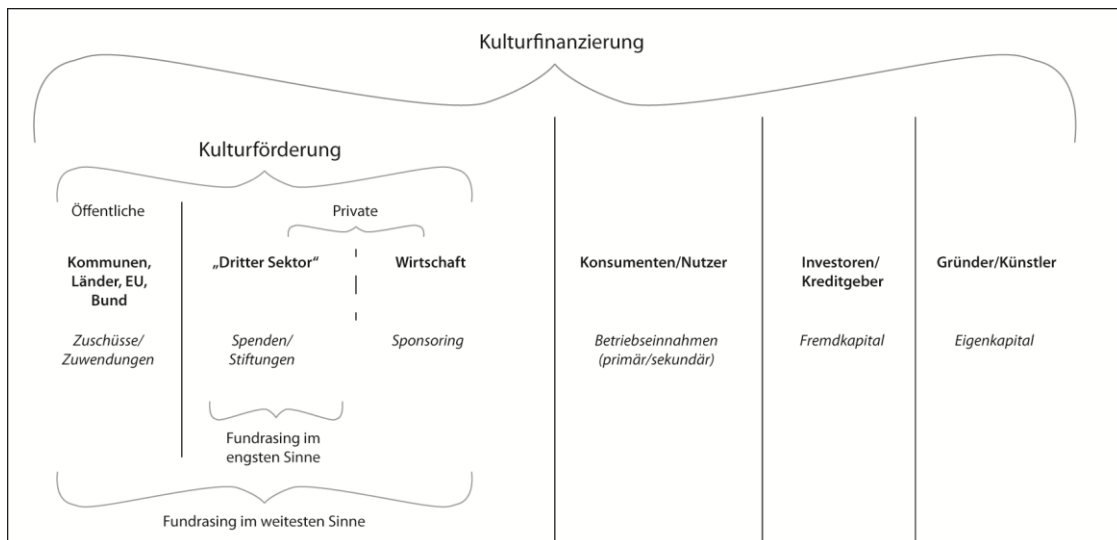 Kulturfinanzierung
Kulturförderung
Öffentliche
Private
Kommunen,
Länder, EU,
Bund
„Dritter Sektor“
Wirtschaft
Konsumenten/Nutzer
Investoren/
Kreditgeber
Gründer/Künstler
Zuschüsse/
Zuwendungen
Spenden/
Stiftungen
Sponsoring
Betriebseinnahmen
(primär/sekundär)
Fremdkapital
Eigenkapital
Fundrasing im
engsten Sinne
Fundrasing im weitesten Sinne